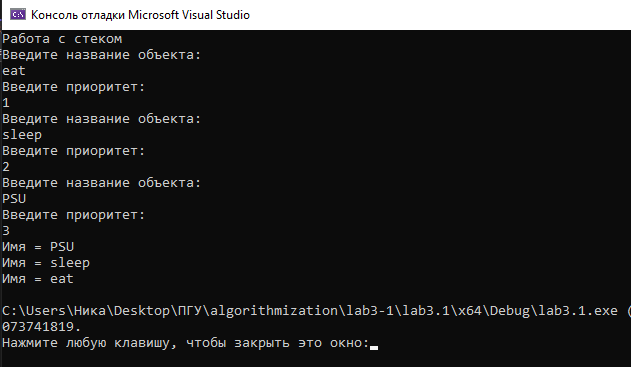 Консоль отладки Microsoft Visual Studio
Работа с стеком
Введите название объекта:
eat
Введите приоритет:
1
Введите название объекта:
sleep
Введите приоритет:
2
Введите название объекта:
PSU
Введите приоритет:
3
Имя = PSU
Имя = sleep
Имя = eat
C:\Users\Ника\Desktop\ПГУ\algorithmization\lab3-1\lab3.1\x64\Debug\lab3.1.exe (
073741819.
Нажмите любую клавишу, чтобы закрыть это окно: